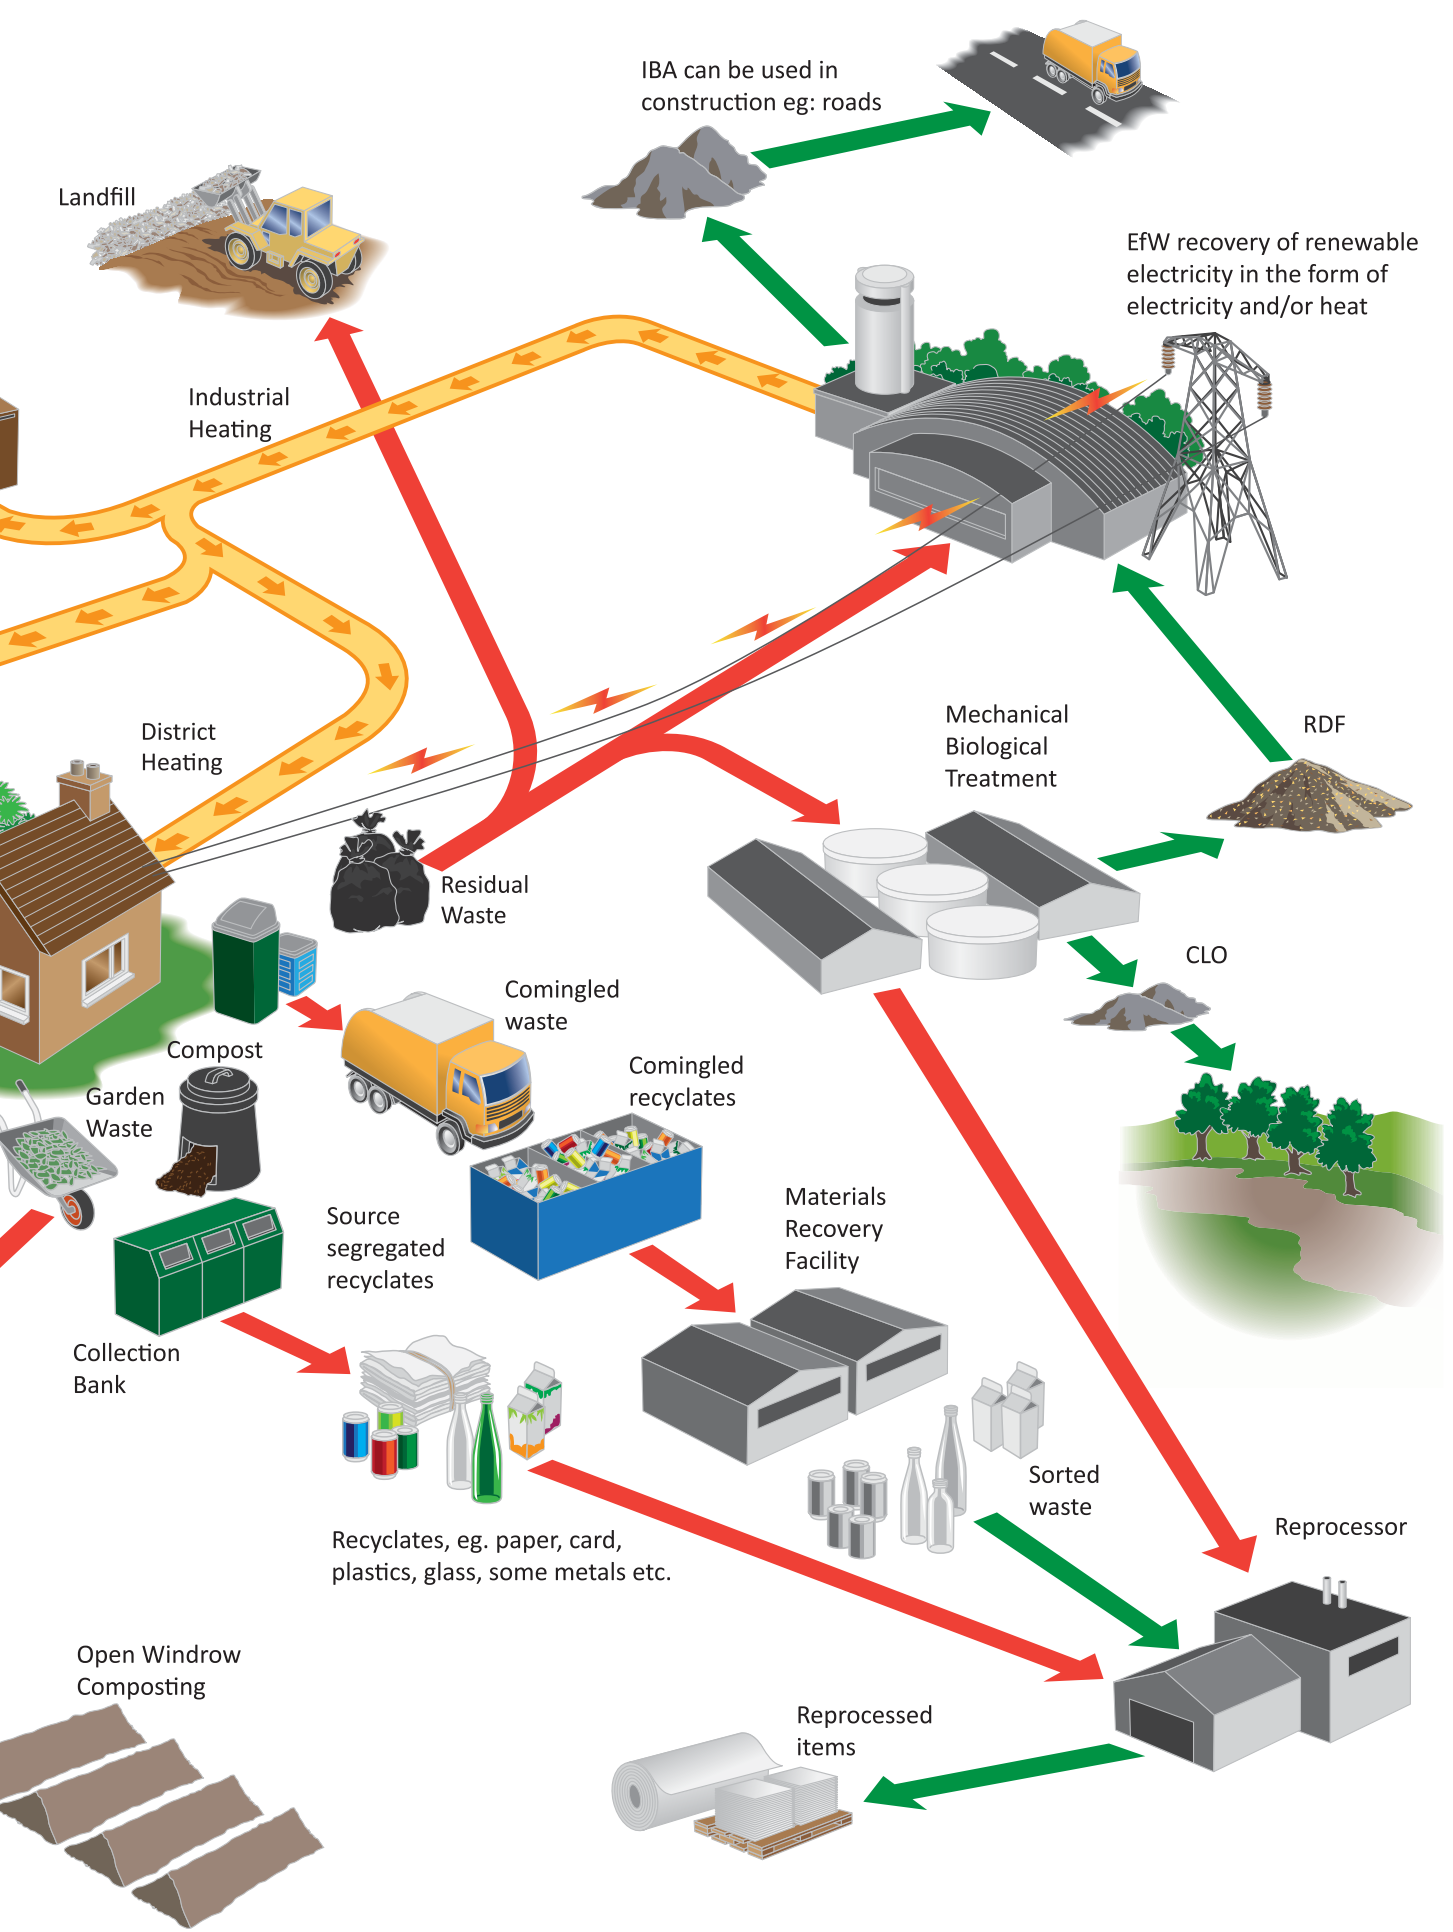 IBA can be used in
construction eg: roads
Landfill
EfW recovery of renewable
electricity in the form of
electricity and/or heat
Industrial
Heating
Mechanical
Biological
Treatment
RDF
District
Heating
Residual
Waste
CLO
Comingled
waste
Compost
Comingled
recyclates
Garden
Waste
Materials
Recovery
Facility
Source
segregated
recyclates
Collection
Bank
Sorted
waste
Reprocessor
Recyclates, eg. paper, card,
plastics, glass, some metals etc.
Open Windrow
Composting
Reprocessed
items